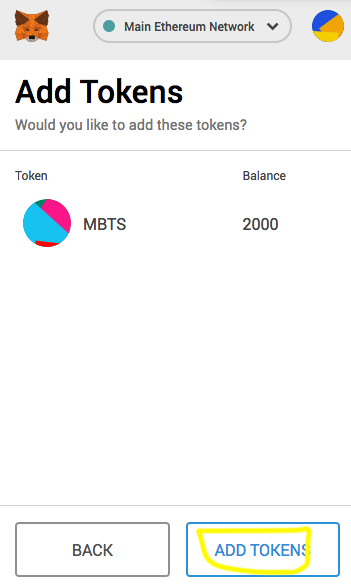 Main Ethereum Network
Add Tokens
Would you like to add these tokens?
Token Balance
MBTS 2000
BACK ADD TOKENS